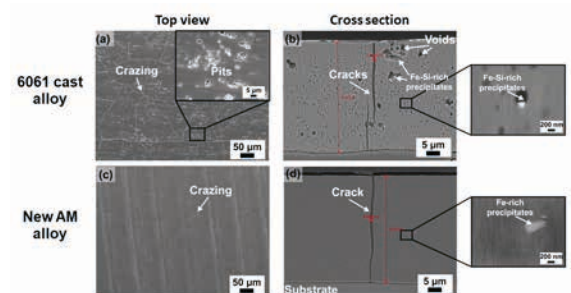 Top view
Cross section
6061 cast
alloy
(a)
Crazing
Pits
5 µm
50 µm
(b)
Voids
Cracks
Fe-Si-rich
precipitates
5 µm
Fe-Si-rich
precipitates
200 nm
New AM
alloy
(c)
Crazing
50 µm
(d)
Crack
Substrate
5 µm
Fe-rich
precipitates
200 nm